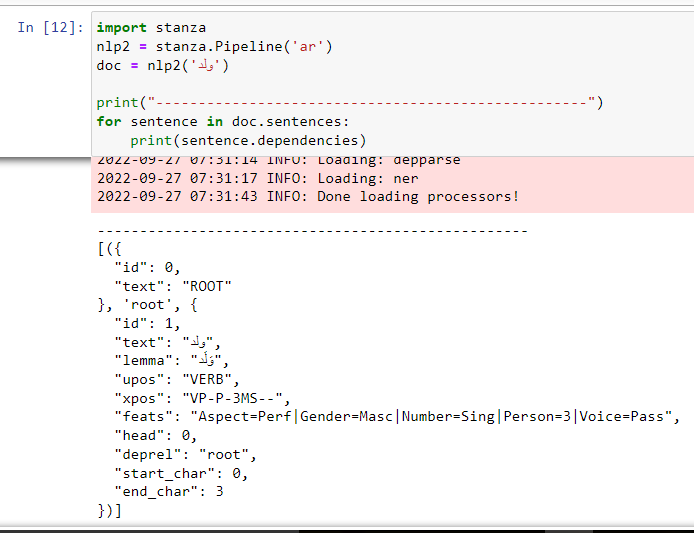 In [12]: import stanza
nlp2 = stanza.Pipeline('ar')
doc = nlp2('ولد')
print("---------------------------------------------------")
for sentence in doc.sentences:
    print(sentence.dependencies)
2022-09-27 07:31:14 INFO: Loading: depparse
2022-09-27 07:31:17 INFO: Loading: ner
2022-09-27 07:31:43 INFO: Done loading processors!
---------------------------------------------------
[({
  "id": 0,
  "text": "ROOT"
}, 'root', {
  "id": 1,
  "text": "ولد",
  "lemma": "وَلَد",
  "upos": "VERB",
  "xpos": "VP-P-3MS--",
  "feats": "Aspect=Perf|Gender=Masc|Number=Sing|Person=3|Voice=Pass",
  "head": 0,
  "deprel": "root",
  "start_char": 0,
  "end_char": 3
})]